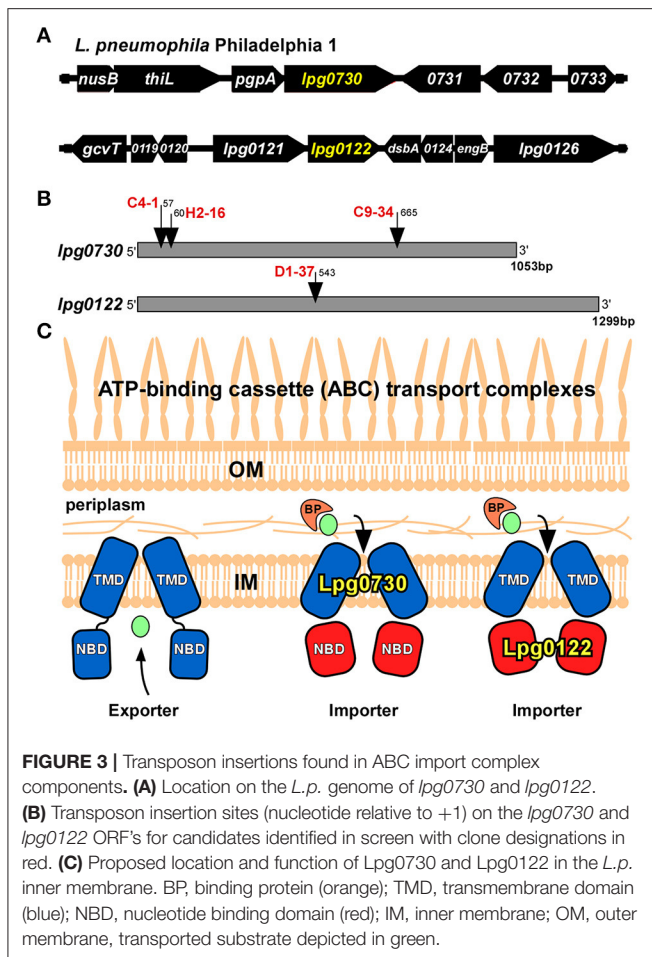 A
L. pneumophila Philadelphia 1
nusB thiL pgpA lpg0730 0731 0732 0733
gcvT 0119 0120 lpg0121 lpg0122 dsbA 0124 engB lpg0126
B
C4-1 57 60 H2-16 C9-34 665
lpg0730 5' 3'
1053bp
D1-37 543
lpg0122 5' 3'
1299bp
C
ATP-binding cassette (ABC) transport complexes
OM
periplasm BP BP
TMD TMD IM Lpg0730 TMD TMD
NBD NBD NBD NBD Lpg0122
Exporter Importer Importer
FIGURE 3 | Transposon insertions found in ABC import complex
components. (A) Location on the L.p. genome of lpg0730 and lpg0122.
(B) Transposon insertion sites (nucleotide relative to +1) on the lpg0730 and
lpg0122 ORF's for candidates identified in screen with clone designations in
red. (C) Proposed location and function of Lpg0730 and Lpg0122 in the L.p.
inner membrane. BP, binding protein (orange); TMD, transmembrane domain
(blue); NBD, nucleotide binding domain (red); IM, inner membrane; OM, outer
membrane, transported substrate depicted in green.